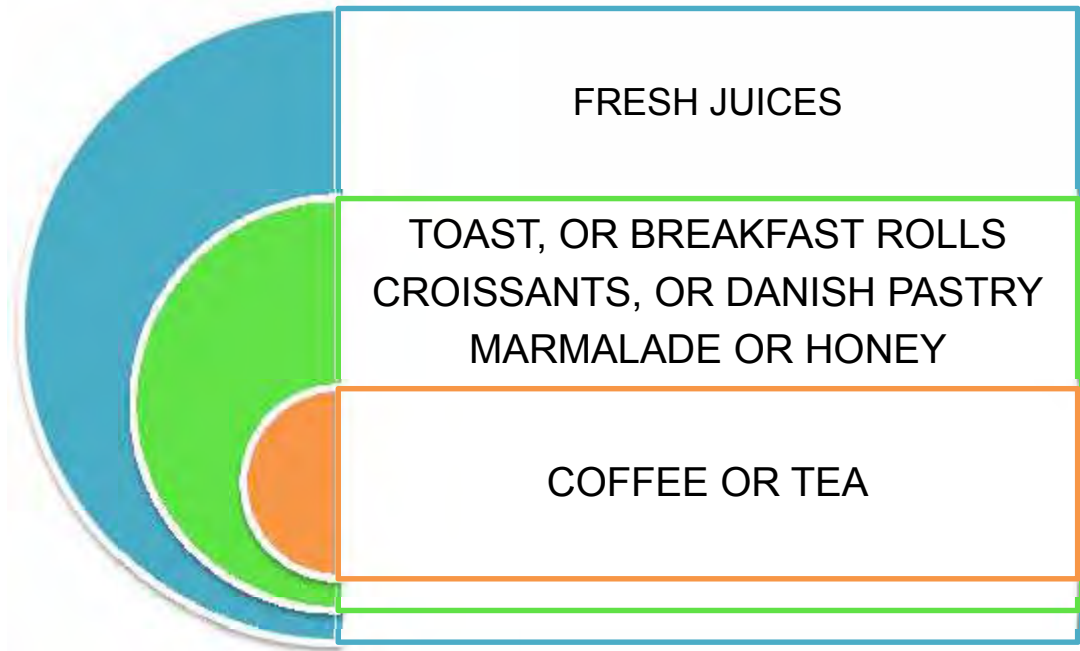 FRESH JUICES
TOAST, OR BREAKFAST ROLLS
CROISSANTS, OR DANISH PASTRY
MARMALADE OR HONEY
COFFEE OR TEA